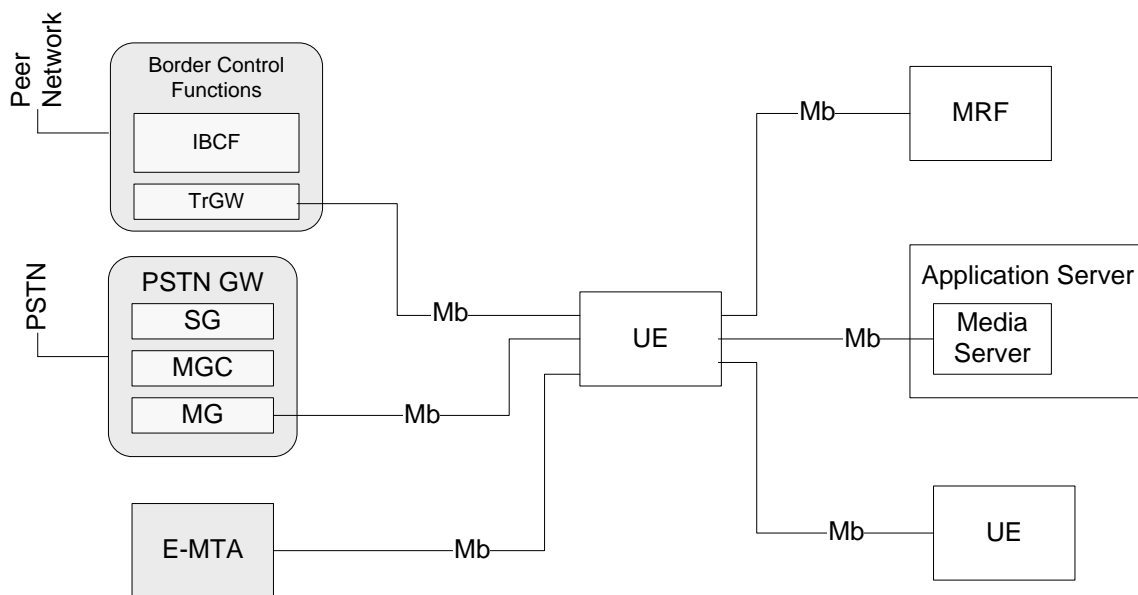 Peer
Network
Border Control
Functions
IBCF
TrGW
Mb
MRF
PSTN
PSTN GW
SG
MGC
MG
Mb
Mb
UE
Mb
Application Server
Media
Server
E-MTA
Mb
Mb
UE